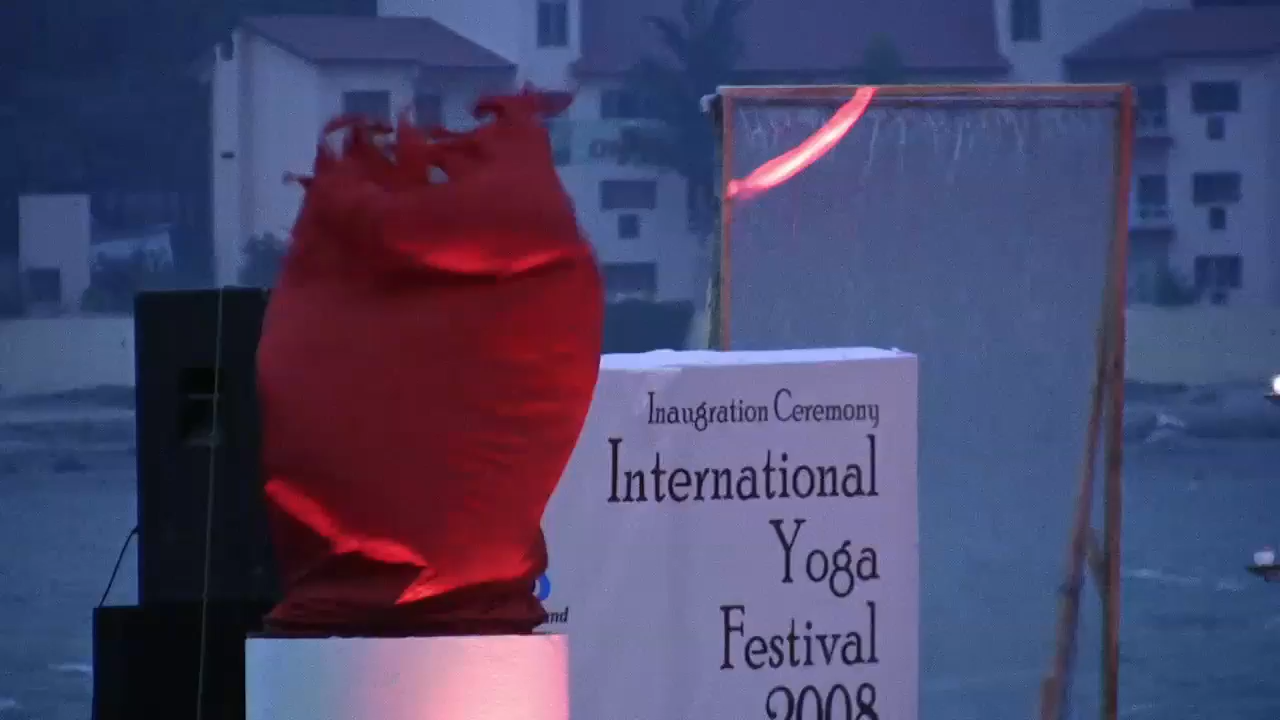 Inaugration Ceremony
International
Yoga
Festival
2008